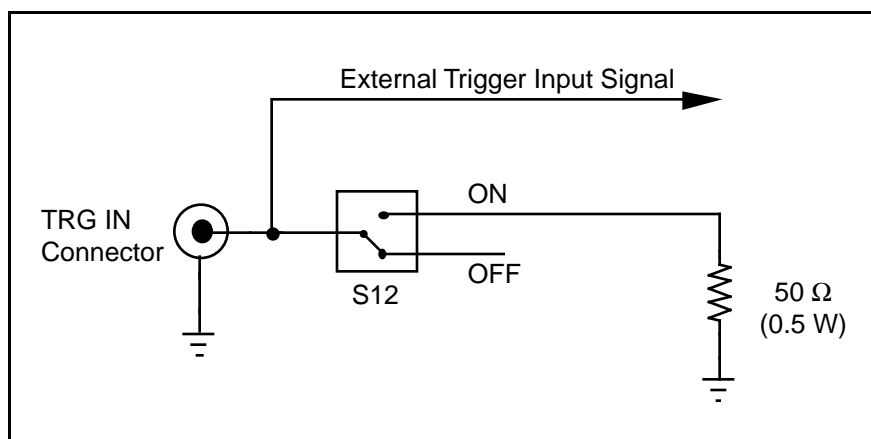 External Trigger Input Signal
TRG IN
Connector
ON
OFF
S12
50 Ω
(0.5 W)